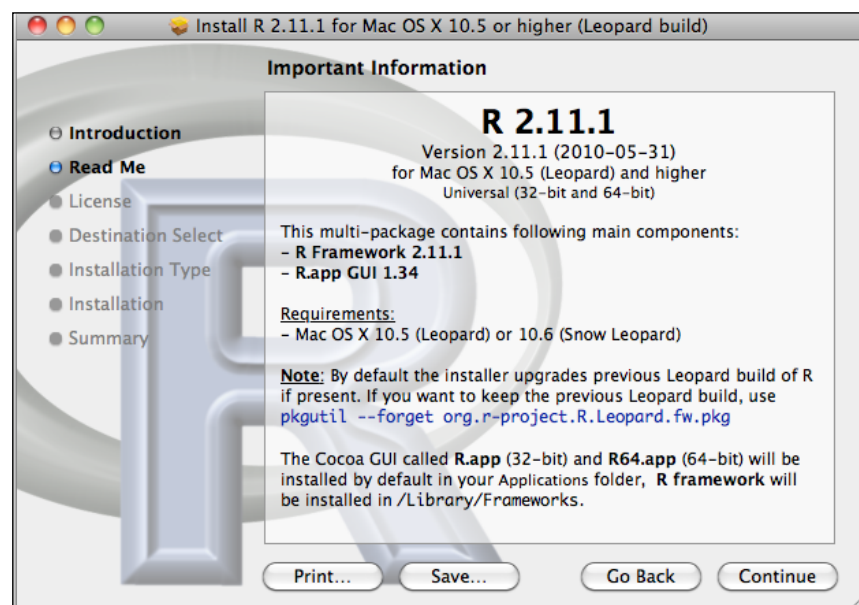 Install R 2.11.1 for Mac OS X 10.5 or higher (Leopard build)
Important Information
Introduction
Read Me
License
Destination Select
Installation Type
Installation
Summary
R 2.11.1
Version 2.11.1 (2010-05-31)
for Mac OS X 10.5 (Leopard) and higher
Universal (32-bit and 64-bit)
This multi-package contains following main components:
- R Framework 2.11.1
- R.app GUI 1.34
Requirements:
- Mac OS X 10.5 (Leopard) or 10.6 (Snow Leopard)
Note: By default the installer upgrades previous Leopard build of R
if present. If you want to keep the previous Leopard build, use
pkgutil --forget org.r-project.R.Leopard.fw.pkg
The Cocoa GUI called R.app (32-bit) and R64.app (64-bit) will be
installed by default in your Applications folder, R framework will
be installed in /Library/Frameworks.
Print... Save... Go Back Continue